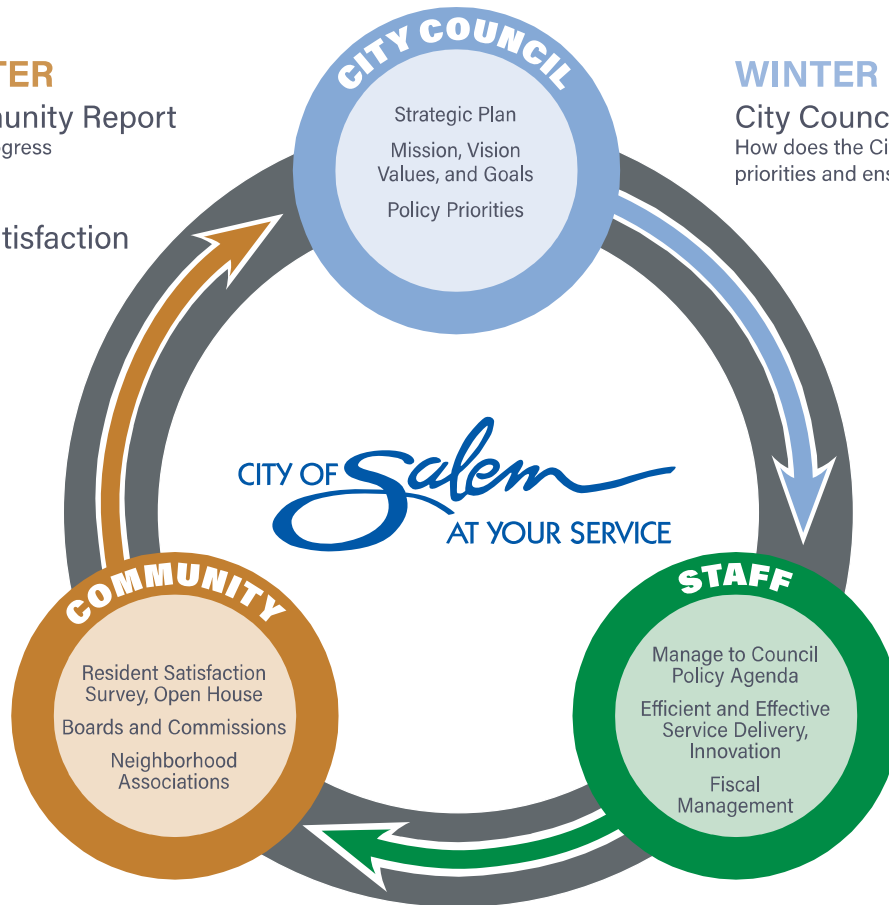 CITY COUNCIL
Strategic Plan
Mission, Vision
Values, and Goals
Policy Priorities
TER
unity Report
gress
tisfaction
WINTER
City Counc
How does the Ci
priorities and ens
CITY OF Salem
AT YOUR SERVICE
COMMUNITY
Resident Satisfaction
Survey, Open House
Boards and Commissions
Neighborhood
Associations
STAFF
Manage to Council
Policy Agenda
Efficient and Effective
Service Delivery,
Innovation
Fiscal
Management